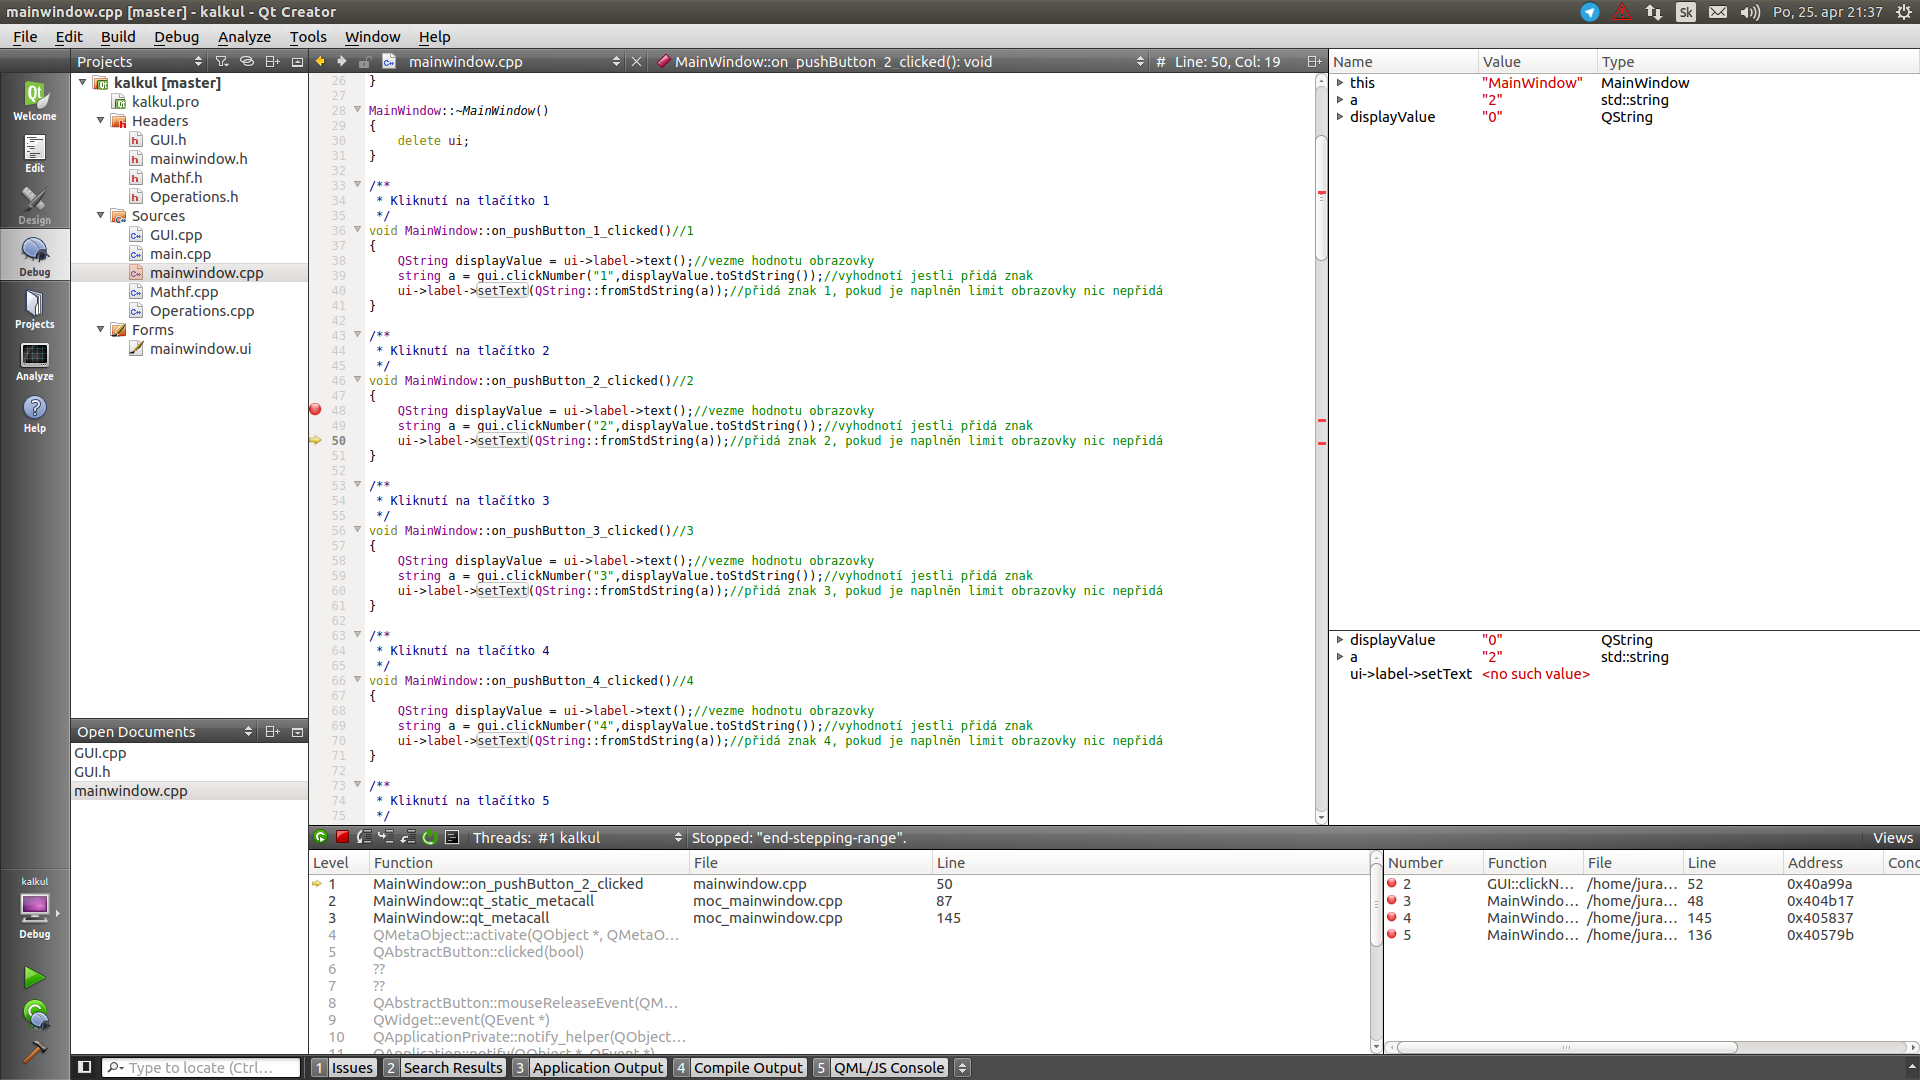 mainwindow.cpp [master] - kalkul - Qt Creator
Sk
Po, 25. apr 21:37
File Edit Build Debug Analyze Tools Window Help
Projects
mainwindow.cpp
MainWindow::on_pushButton_2_clicked(): void
# Line: 50, Col: 19
Welcome
Edit
Design
Debug
Projects
Analyze
Help
kalkul
Debug
kalkul [master]
kalkul.pro
Headers
GUI.h
mainwindow.h
Mathf.h
Operations.h
Sources
GUI.cpp
main.cpp
mainwindow.cpp
Mathf.cpp
Operations.cpp
Forms
mainwindow.ui
Open Documents
GUI.cpp
GUI.h
mainwindow.cpp
26 }
27
28 MainWindow::~MainWindow()
29 {
30     delete ui;
31 }
32
33 /**
34  * Kliknutí na tlačítko 1
35  */
36 void MainWindow::on_pushButton_1_clicked()//1
37 {
38     QString displayValue = ui->label->text();//vezme hodnotu obrazovky
39     string a = gui.clickNumber("1",displayValue.toStdString());//vyhodnotí jestli přidá znak
40     ui->label->setText(QString::fromStdString(a));//přidá znak 1, pokud je naplněn limit obrazovky nic nepřidá
41 }
42
43 /**
44  * Kliknutí na tlačítko 2
45  */
46 void MainWindow::on_pushButton_2_clicked()//2
47 {
48     QString displayValue = ui->label->text();//vezme hodnotu obrazovky
49     string a = gui.clickNumber("2",displayValue.toStdString());//vyhodnotí jestli přidá znak
50     ui->label->setText(QString::fromStdString(a));//přidá znak 2, pokud je naplněn limit obrazovky nic nepřidá
51 }
52
53 /**
54  * Kliknutí na tlačítko 3
55  */
56 void MainWindow::on_pushButton_3_clicked()//3
57 {
58     QString displayValue = ui->label->text();//vezme hodnotu obrazovky
59     string a = gui.clickNumber("3",displayValue.toStdString());//vyhodnotí jestli přidá znak
60     ui->label->setText(QString::fromStdString(a));//přidá znak 3, pokud je naplněn limit obrazovky nic nepřidá
61 }
62
63 /**
64  * Kliknutí na tlačítko 4
65  */
66 void MainWindow::on_pushButton_4_clicked()//4
67 {
68     QString displayValue = ui->label->text();//vezme hodnotu obrazovky
69     string a = gui.clickNumber("4",displayValue.toStdString());//vyhodnotí jestli přidá znak
70     ui->label->setText(QString::fromStdString(a));//přidá znak 4, pokud je naplněn limit obrazovky nic nepřidá
71 }
72
73 /**
74  * Kliknutí na tlačítko 5
75  */
Name Value Type
this "MainWindow" MainWindow
a "2" std::string
displayValue "0" QString
displayValue "0" QString
a "2" std::string
ui->label->setText <no such value>
Threads: #1 kalkul
Stopped: "end-stepping-range".
Views
Level Function File Line
1 MainWindow::on_pushButton_2_clicked mainwindow.cpp 50
2 MainWindow::qt_static_metacall moc_mainwindow.cpp 87
3 MainWindow::qt_metacall moc_mainwindow.cpp 145
4 QMetaObject::activate(QObject *, QMetaO...
5 QAbstractButton::clicked(bool)
6 ??
7 ??
8 QAbstractButton::mouseReleaseEvent(QM...
9 QWidget::event(QEvent *)
10 QApplicationPrivate::notify_helper(QObject...
11 QApplication::notify(QObject *, QEvent *)
Number Function File Line Address Conc
2 GUI::clickN... /home/jura... 52 0x40a99a
3 MainWindo... /home/jura... 48 0x404b17
4 MainWindo... /home/jura... 145 0x405837
5 MainWindo... /home/jura... 136 0x40579b
Type to locate (Ctrl...
1 Issues 2 Search Results 3 Application Output 4 Compile Output 5 QML/JS Console